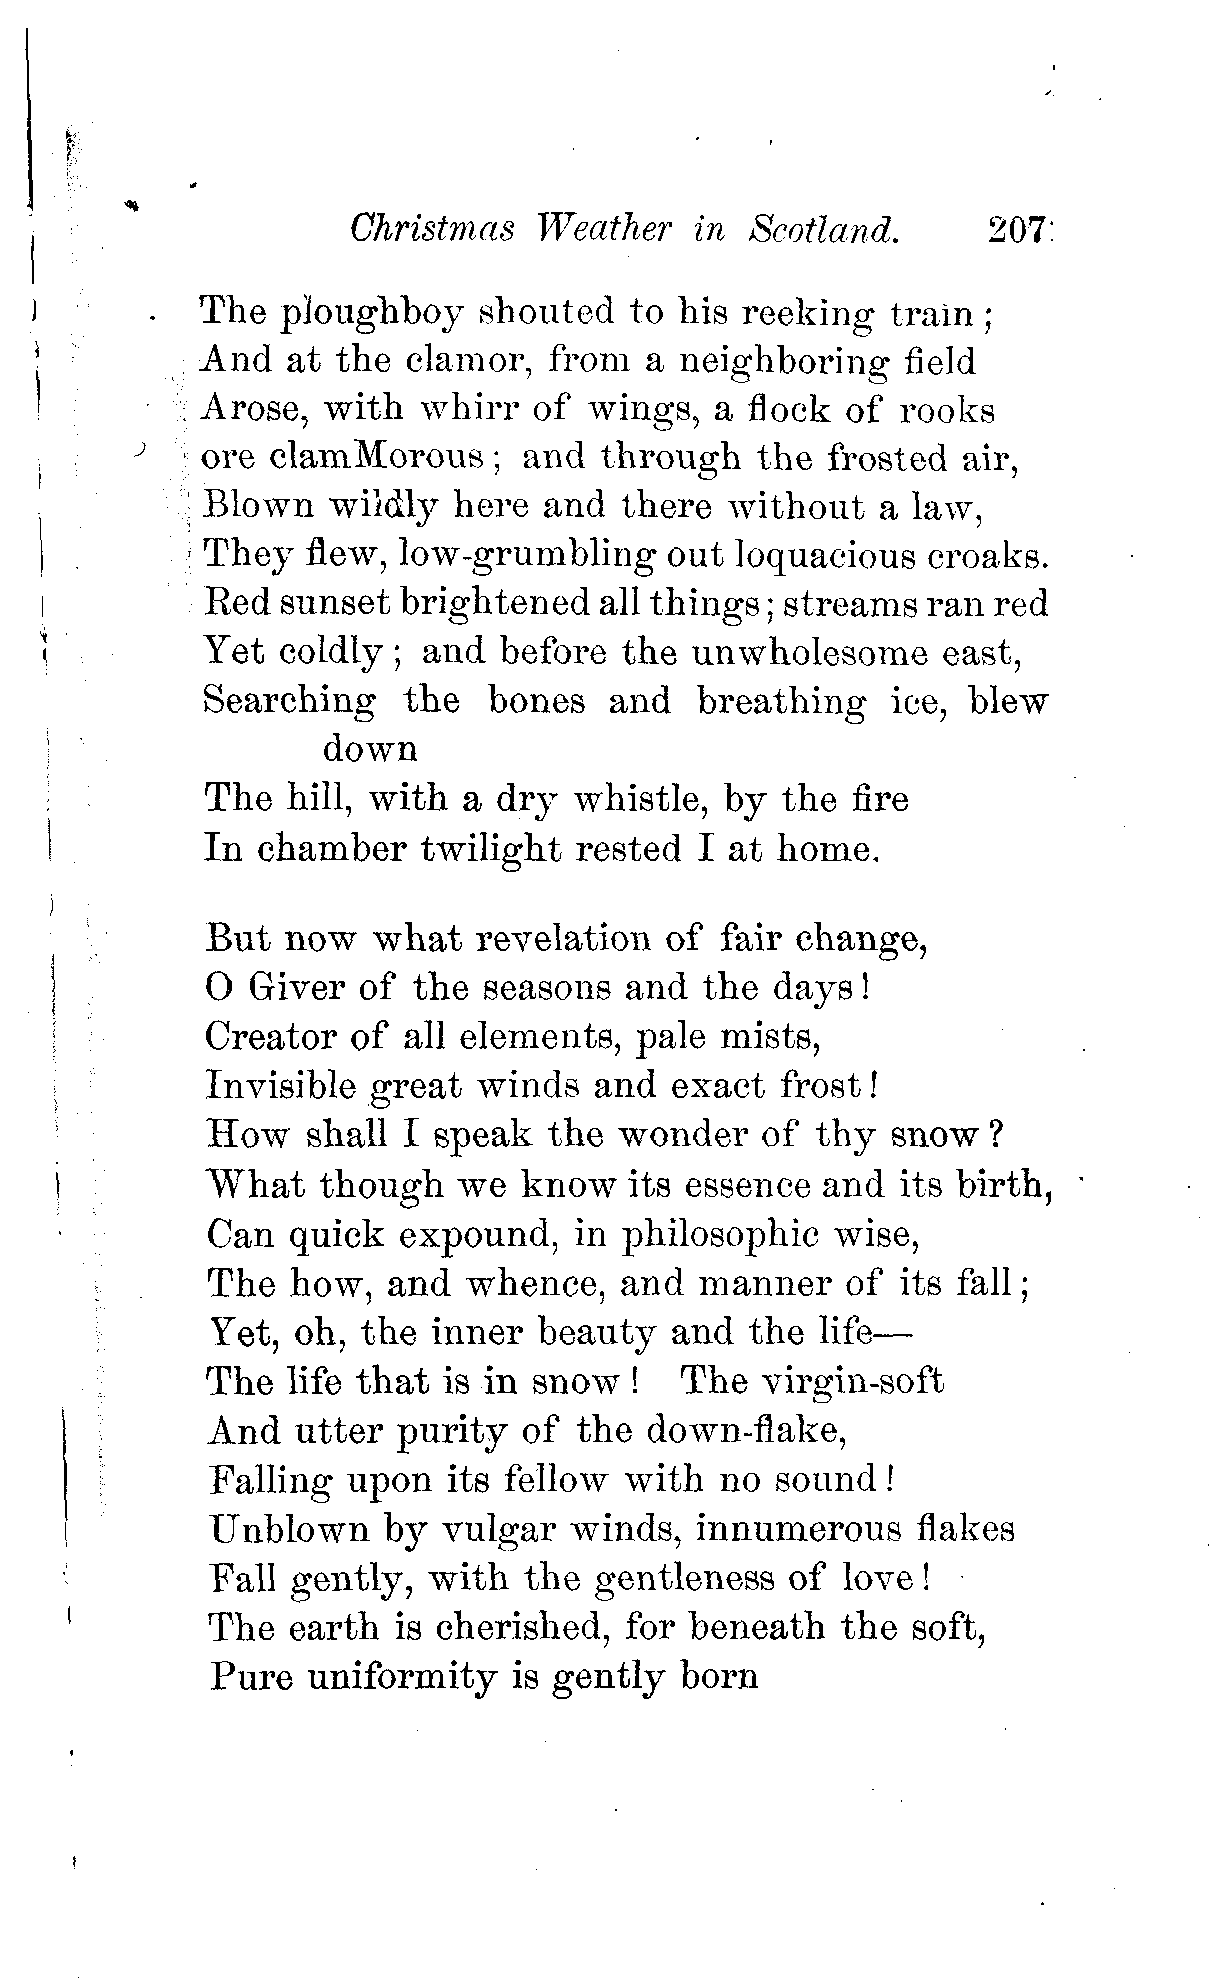 Christmas Weather in Scotland. 207
The ploughboy shouted to his reeking train;
And at the clamor, from a neighboring field
Arose, with whirr of wings, a flock of rooks
ore clamMorous; and through the frosted air,
Blown wildly here and there without a law,
They flew, low-grumbling out loquacious croaks.
Red sunset brightened all things; streams ran red
Yet coldly; and before the unwholesome east,
Searching the bones and breathing ice, blew
down
The hill, with a dry whistle, by the fire
In chamber twilight rested I at home.
But now what revelation of fair change,
O Giver of the seasons and the days!
Creator of all elements, pale mists,
Invisible great winds and exact frost!
How shall I speak the wonder of thy snow?
What though we know its essence and its birth,
Can quick expound, in philosophic wise,
The how, and whence, and manner of its fall;
Yet, oh, the inner beauty and the life—
The life that is in snow! The virgin-soft
And utter purity of the down-flake,
Falling upon its fellow with no sound!
Unblown by vulgar winds, innumerous flakes
Fall gently, with the gentleness of love!
The earth is cherished, for beneath the soft,
Pure uniformity is gently born